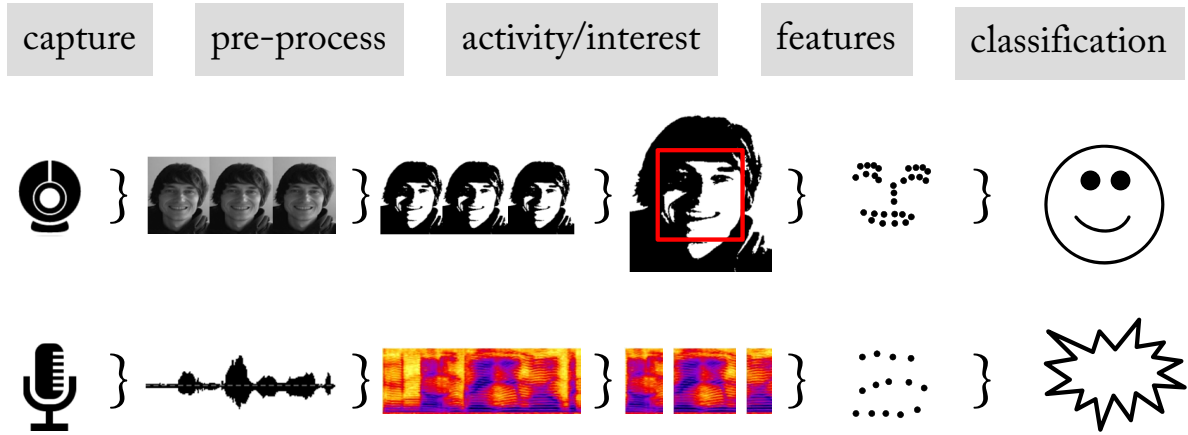 capture
pre-process
activity/interest
features
classification